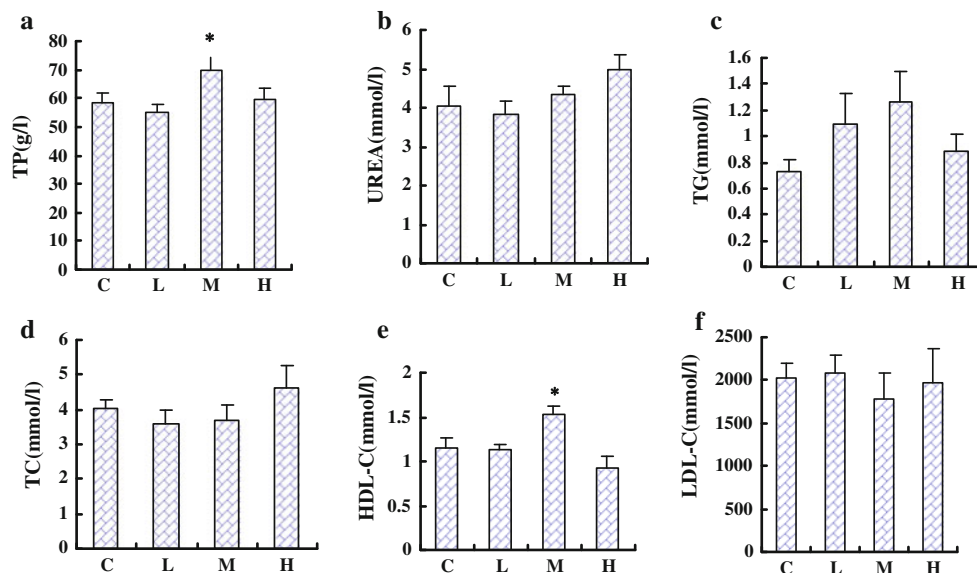 a
TP(g/l)
80
70
60
50
40
30
20
10
0
*
C L M H
b
UREA(mmol/l)
6
5
4
3
2
1
0
C L M H
c
TG(mmol/l)
1.6
1.4
1.2
1
0.8
0.6
0.4
0.2
0
C L M H
d
TC(mmol/l)
6
5
4
3
2
1
0
C L M H
e
HDL-C(mmol/l)
2
1.5
1
0.5
0
*
C L M H
f
LDL-C(mmol/l)
2500
2000
1500
1000
500
0
C L M H